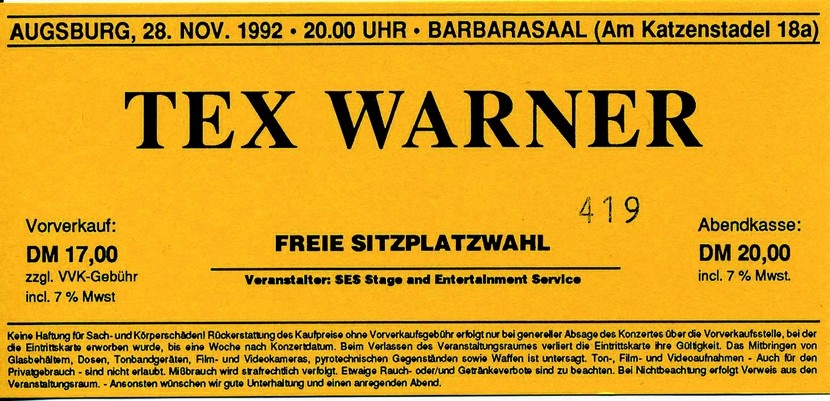 AUGSBURG, 28. NOV. 1992 • 20.00 UHR • BARBARASAAL (Am Katzenstadel 18a)
TEX WARNER
419
Vorverkauf:
DM 17,00
zzgl. VVK-Gebühr
incl. 7 % Mwst
FREIE SITZPLATZWAHL
Veranstalter: SES Stage and Entertainment Service
Abendkasse:
DM 20,00
incl. 7 % Mwst.
Keine Haftung für Sach- und Körperschäden! Rückerstattung des Kaufpreise ohne Vorverkaufsgebühr erfolgt nur bei genereller Absage des Konzertes über die Vorverkaufsstelle, bei der
die Eintrittskarte erworben wurde, bis eine Woche nach Konzertdatum. Beim Verlassen des Veranstaltungsraumes verliert die Eintrittskarte ihre Gültigkeit. Das Mitbringen von
Glasbehältern, Dosen, Tonbandgeräten, Film- und Videokameras, pyrotechnischen Gegenständen sowie Waffen ist untersagt. Ton-, Film- und Videoaufnahmen - Auch für den
Privatgebrauch - sind nicht erlaubt. Mißbrauch wird strafrechtlich verfolgt. Etwaige Rauch- oder/und Getränkeverbote sind zu beachten. Bei Nichtbeachtung erfolgt Verweis aus den
Veranstaltungsraum. - Ansonsten wünschen wir gute Unterhaltung und einen anregenden Abend.